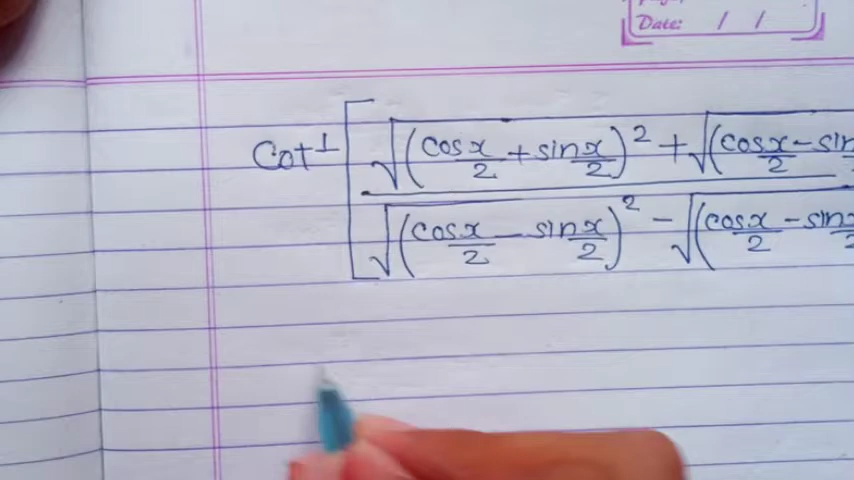 Date: / /
Cot⁻¹ [ √(cos x/2 + sin x/2)² + √(cos x/2 - sin
√(cos x/2 - sin x/2)² - √(cos x/2 - sin x/2